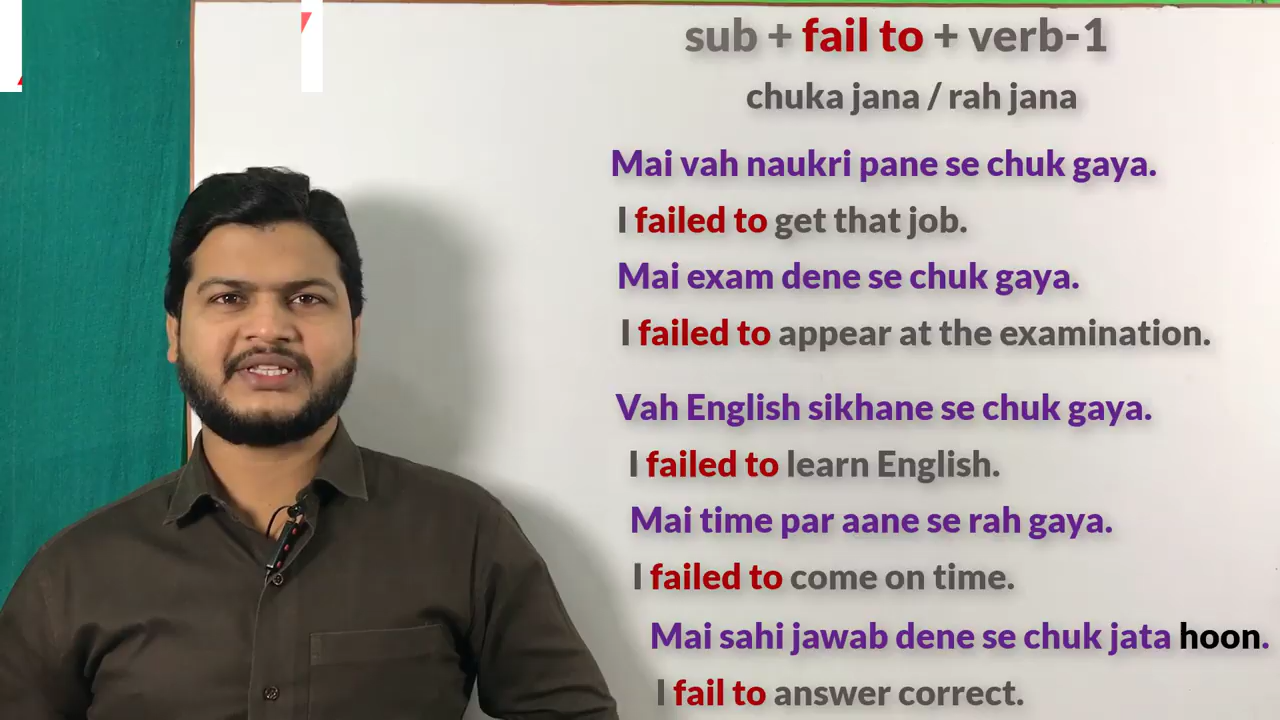 sub + fail to + verb-1
chuka jana / rah jana
Mai vah naukri pane se chuk gaya.
I failed to get that job.
Mai exam dene se chuk gaya.
I failed to appear at the examination.
Vah English sikhane se chuk gaya.
I failed to learn English.
Mai time par aane se rah gaya.
I failed to come on time.
Mai sahi jawab dene se chuk jata hoon.
I fail to answer correct.